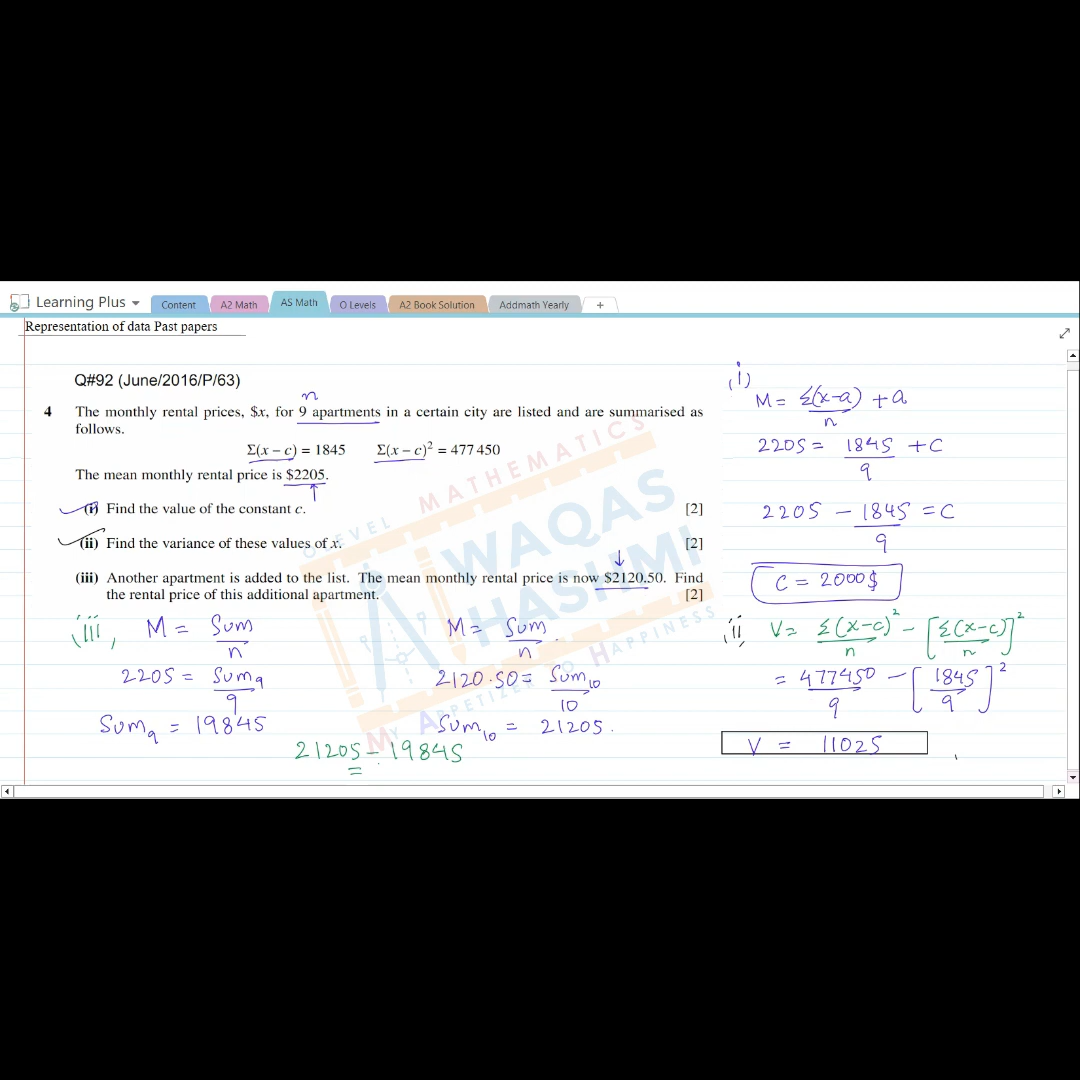 Learning Plus
Content
A2 Math
AS Math
O Levels
A2 Book Solution
Addmath Yearly
+
Representation of data Past papers
Q#92 (June/2016/P/63)
n
4 The monthly rental prices, $x, for 9 apartments in a certain city are listed and are summarised as
follows.
Σ(x − c) = 1845 Σ(x − c)² = 477 450
The mean monthly rental price is $2205.
(i) Find the value of the constant c. [2]
(ii) Find the variance of these values of x. [2]
(iii) Another apartment is added to the list. The mean monthly rental price is now $2120.50. Find
the rental price of this additional apartment. [2]
(iii, M = Sum/n
2205 = Sum₉/9
Sum₉ = 19845
M = Sum/n.
2120.50 = Sum₁₀/10
Sum₁₀ = 21205.
21205 − 19845
=
(i)
M = Σ(x−a)/n + a
2205 = 1845/9 + C
2205 − 1845/9 = C
C = 2000$
(ii V = Σ(x−c)²/n − [Σ(x−c)/n]²
= 477450/9 − [1845/9]²
V = 11025
O LEVEL MATHEMATICS
WAQAS
HASHMI
MY APPETIZER TO HAPPINESS